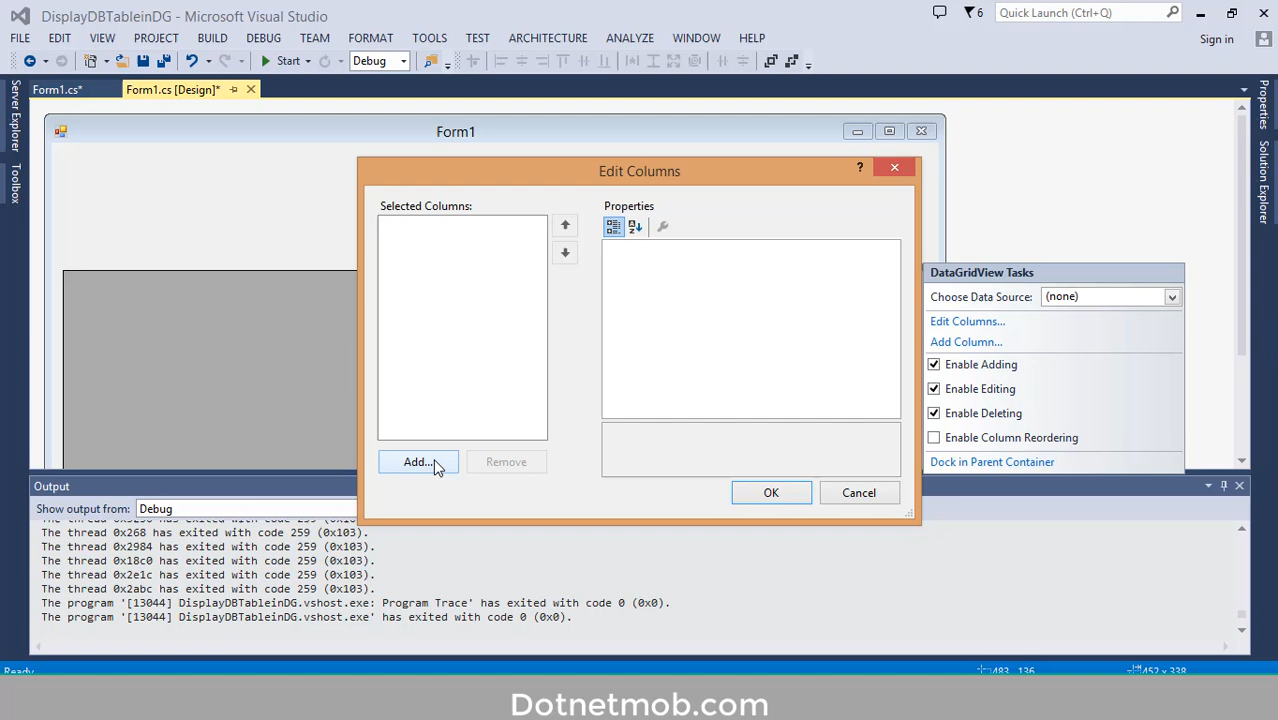 DisplayDBTableinDG - Microsoft Visual Studio
6
Quick Launch (Ctrl+Q)
FILE EDIT VIEW PROJECT BUILD DEBUG TEAM FORMAT TOOLS TEST ARCHITECTURE ANALYZE WINDOW HELP
Sign in
Start
Debug
Form1.cs*
Form1.cs [Design]*
Server Explorer
Toolbox
Properties
Solution Explorer
Form1
Edit Columns
?
Selected Columns:
Properties
Add...
Remove
OK
Cancel
DataGridView Tasks
Choose Data Source: (none)
Edit Columns...
Add Column...
Enable Adding
Enable Editing
Enable Deleting
Enable Column Reordering
Dock in Parent Container
Output
Show output from: Debug
The thread 0x268 has exited with code 259 (0x103).
The thread 0x2984 has exited with code 259 (0x103).
The thread 0x18c0 has exited with code 259 (0x103).
The thread 0x2e1c has exited with code 259 (0x103).
The thread 0x2abc has exited with code 259 (0x103).
The program '[13044] DisplayDBTableinDG.vshost.exe: Program Trace' has exited with code 0 (0x0).
The program '[13044] DisplayDBTableinDG.vshost.exe' has exited with code 0 (0x0).
Ready
483, 136
452 x 338
Dotnetmob.com